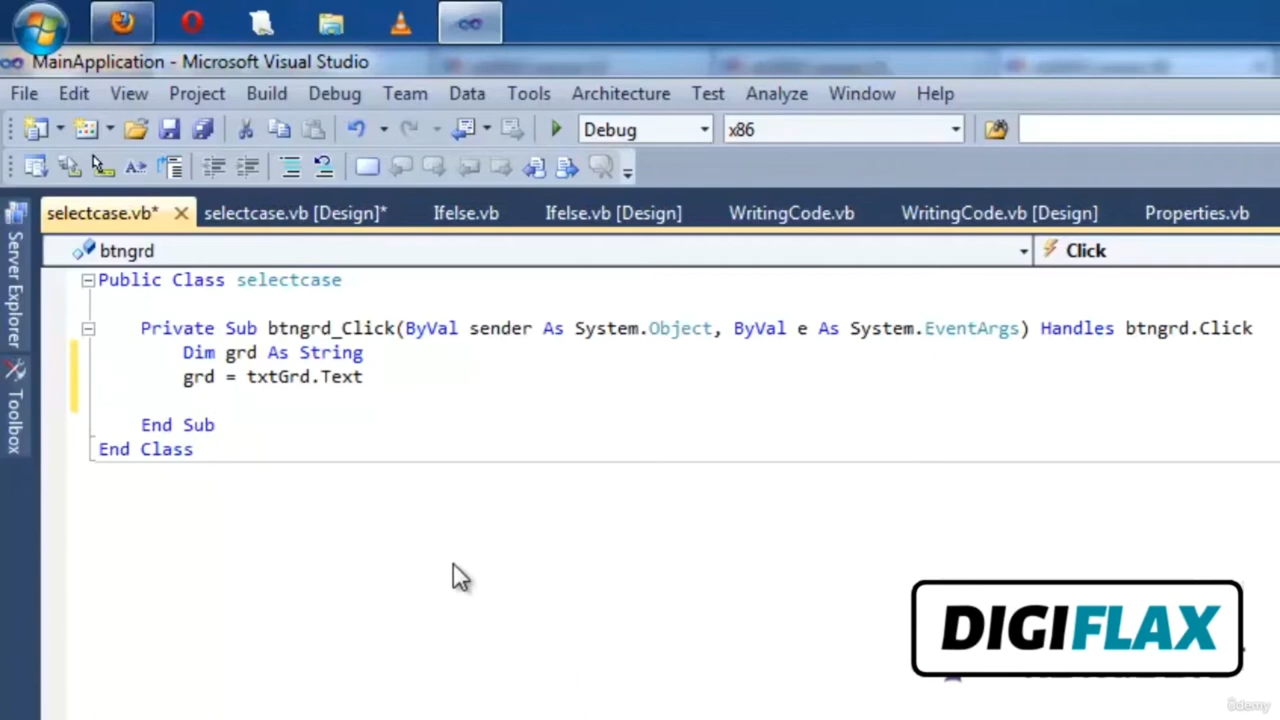 MainApplication - Microsoft Visual Studio
File Edit View Project Build Debug Team Data Tools Architecture Test Analyze Window Help
Debug x86
selectcase.vb* selectcase.vb [Design]* Ifelse.vb Ifelse.vb [Design] WritingCode.vb WritingCode.vb [Design] Properties.vb
btngrd Click
Server Explorer
Toolbox
Public Class selectcase
Private Sub btngrd_Click(ByVal sender As System.Object, ByVal e As System.EventArgs) Handles btngrd.Click
Dim grd As String
grd = txtGrd.Text
End Sub
End Class
DIGIFLAX
ûdemy